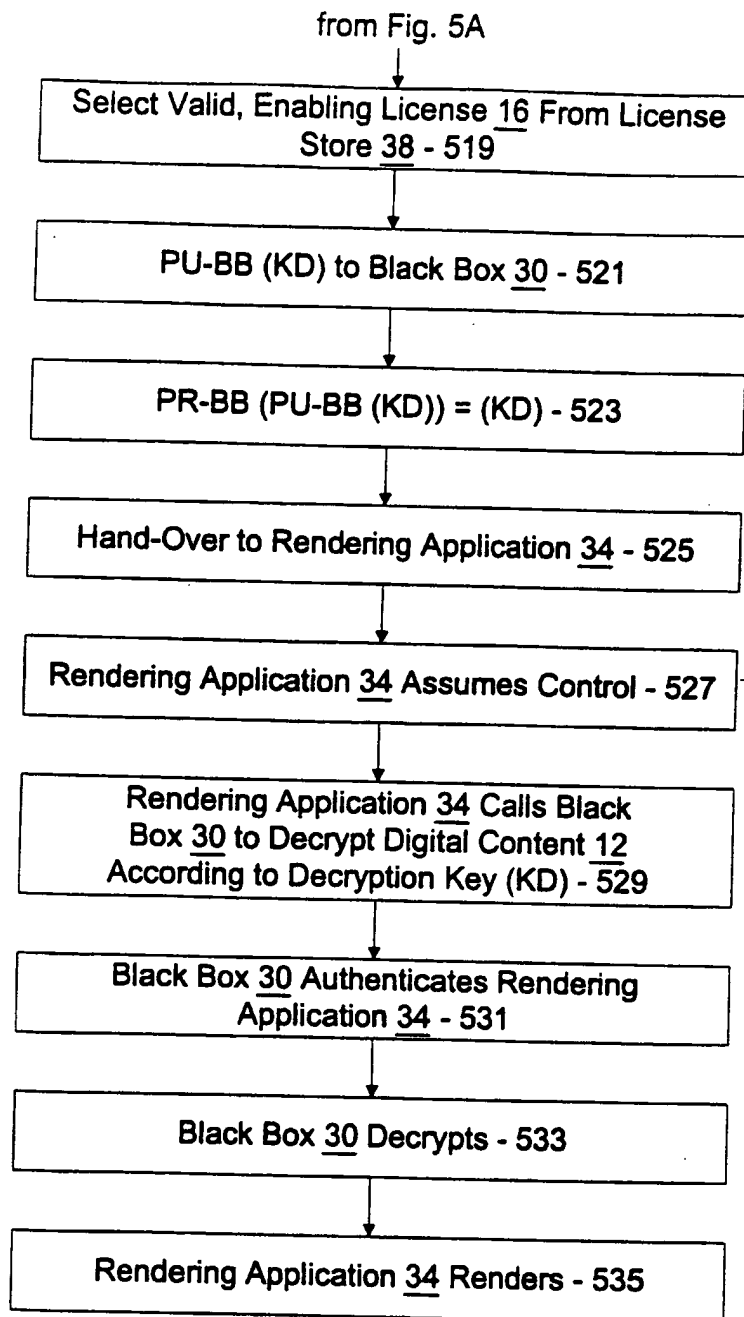 from Fig. 5A
Select Valid, Enabling License 16 From License
Store 38 - 519
PU-BB (KD) to Black Box 30 - 521
PR-BB (PU-BB (KD)) = (KD) - 523
Hand-Over to Rendering Application 34 - 525
Rendering Application 34 Assumes Control - 527
Rendering Application 34 Calls Black
Box 30 to Decrypt Digital Content 12
According to Decryption Key (KD) - 529
Black Box 30 Authenticates Rendering
Application 34 - 531
Black Box 30 Decrypts - 533
Rendering Application 34 Renders - 535